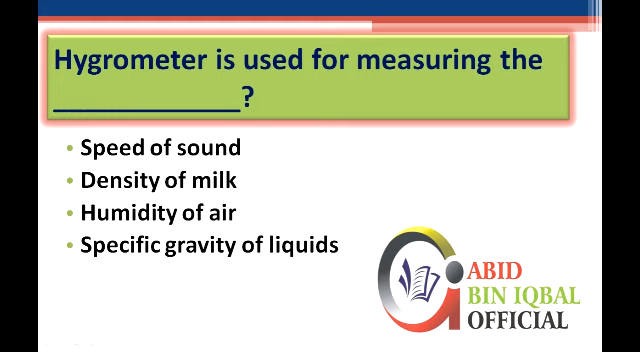 Hygrometer is used for measuring the
____________?
• Speed of sound
• Density of milk
• Humidity of air
• Specific gravity of liquids
ABID
BIN IQBAL
OFFICIAL